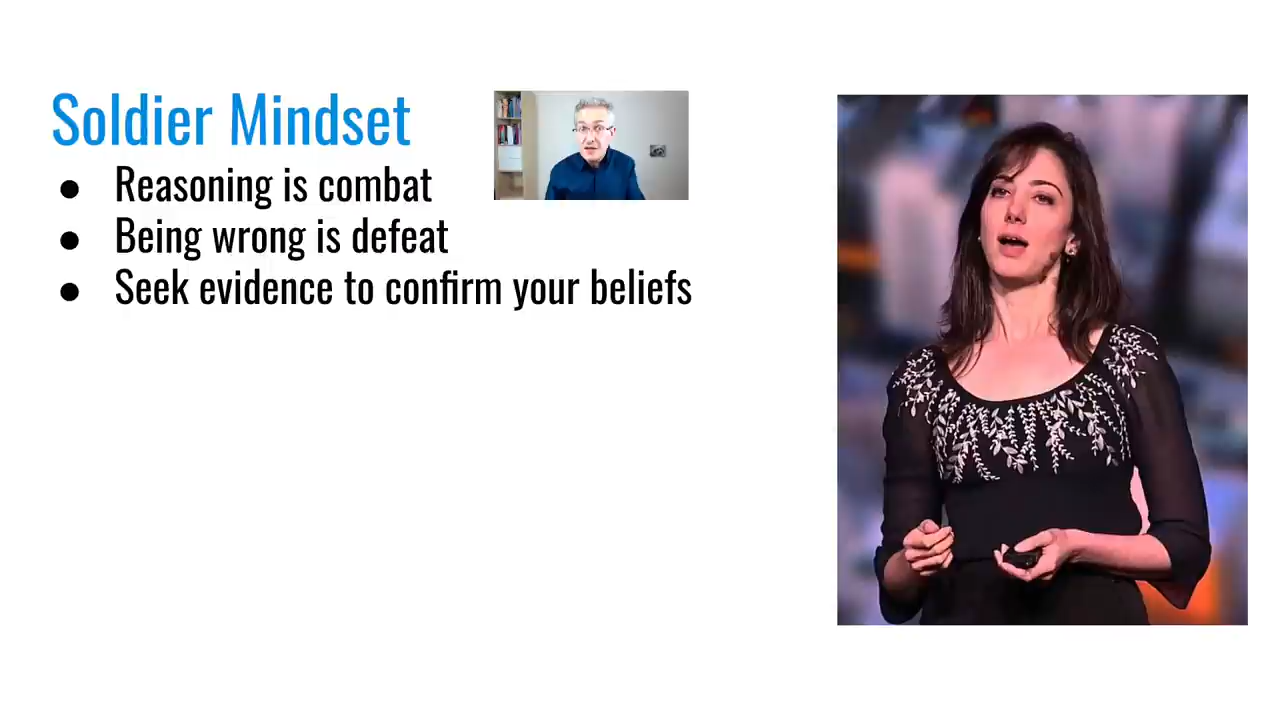 Soldier Mindset
● Reasoning is combat
● Being wrong is defeat
● Seek evidence to confirm your beliefs